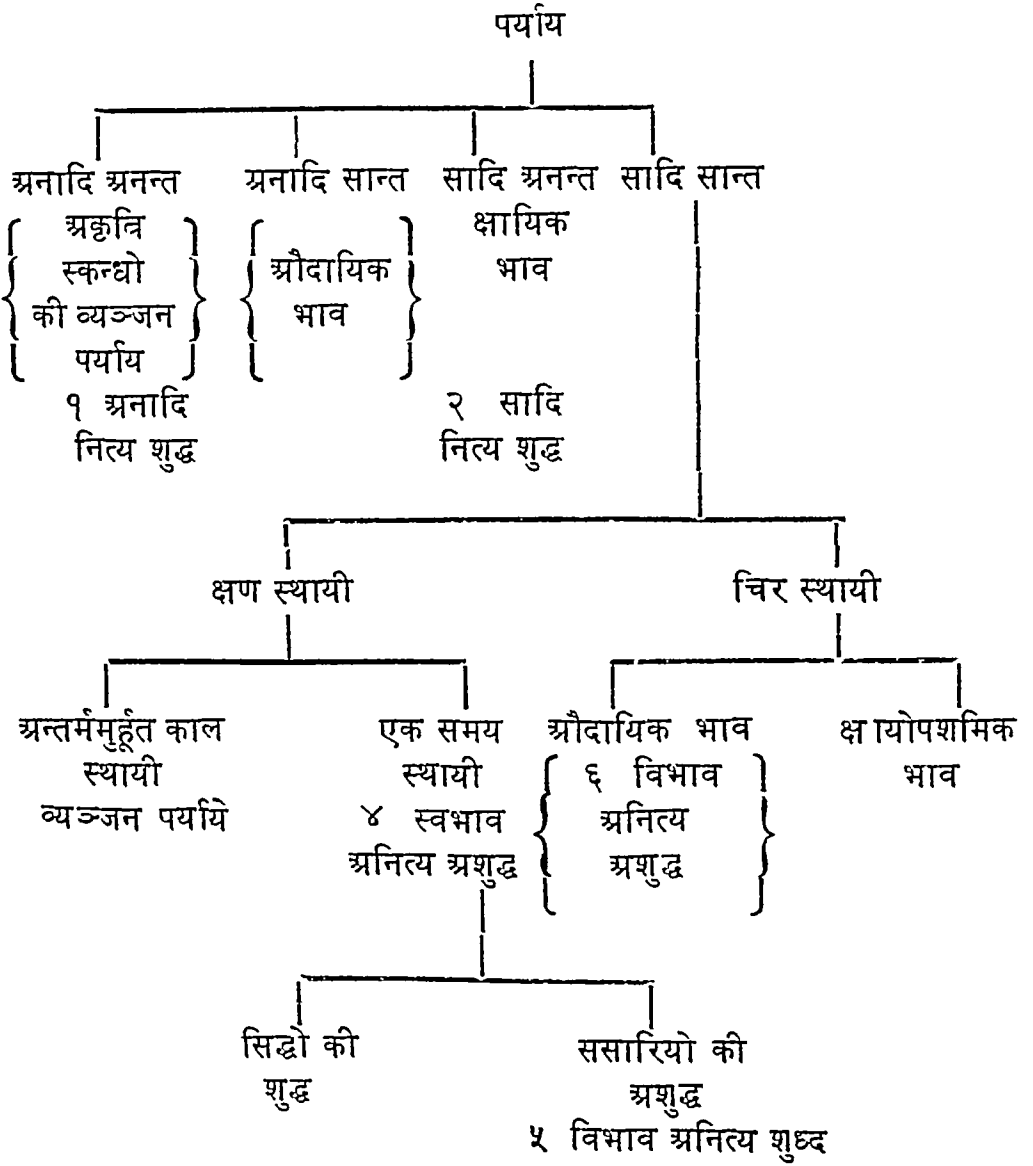 पर्याय
अनादि अनन्त अनादि सान्त सादि अनन्त सादि सान्त
अकृत्रि क्षायिक
स्कन्धो औदायिक भाव
की व्यञ्जन भाव
पर्याय
१ अनादि २ सादि
नित्य शुद्ध नित्य शुद्ध
क्षण स्थायी चिर स्थायी
अन्तर्मंमुर्हूत काल एक समय औदायिक भाव क्षायोपशमिक
स्थायी स्थायी ६ विभाव भाव
व्यञ्जन पर्याये ४ स्वभाव अनित्य
अनित्य अशुद्ध अशुद्ध
सिद्धो की ससारियो की
शुद्ध अशुद्ध
५ विभाव अनित्य शुध्द